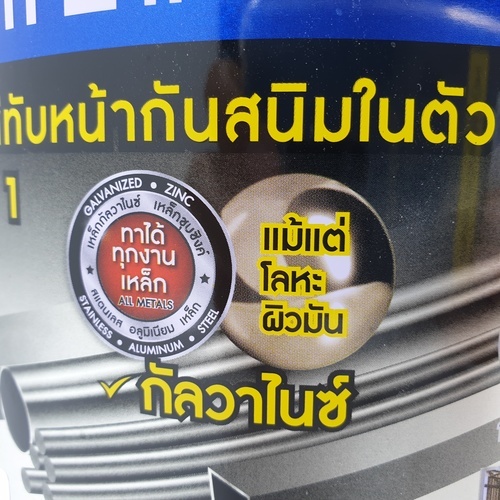 ทับหน้ากันสนิมในตัว
1
GALVANIZED • ZINC
เหล็กกัลวาไนซ์ เหล็กชุบซิงค์
ทาได้
ทุกงาน
เหล็ก
ALL METALS
สแตนเลส อลูมิเนียม เหล็ก
STAINLESS • ALUMINUM • STEEL
แม้แต่
โลหะ
ผิวมัน
กัลวาไนซ์